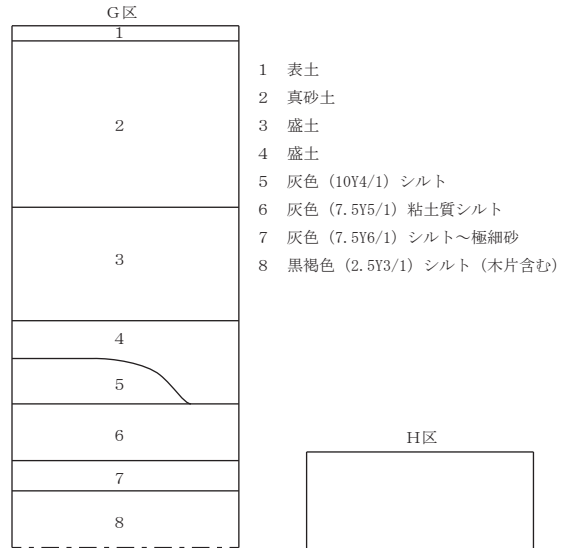 G区
1
2
3
4
5
6
7
8
1 表土
2 真砂土
3 盛土
4 盛土
5 灰色（10Y4/1）シルト
6 灰色（7.5Y5/1）粘土質シルト
7 灰色（7.5Y6/1）シルト～極細砂
8 黒褐色（2.5Y3/1）シルト（木片含む）
H区